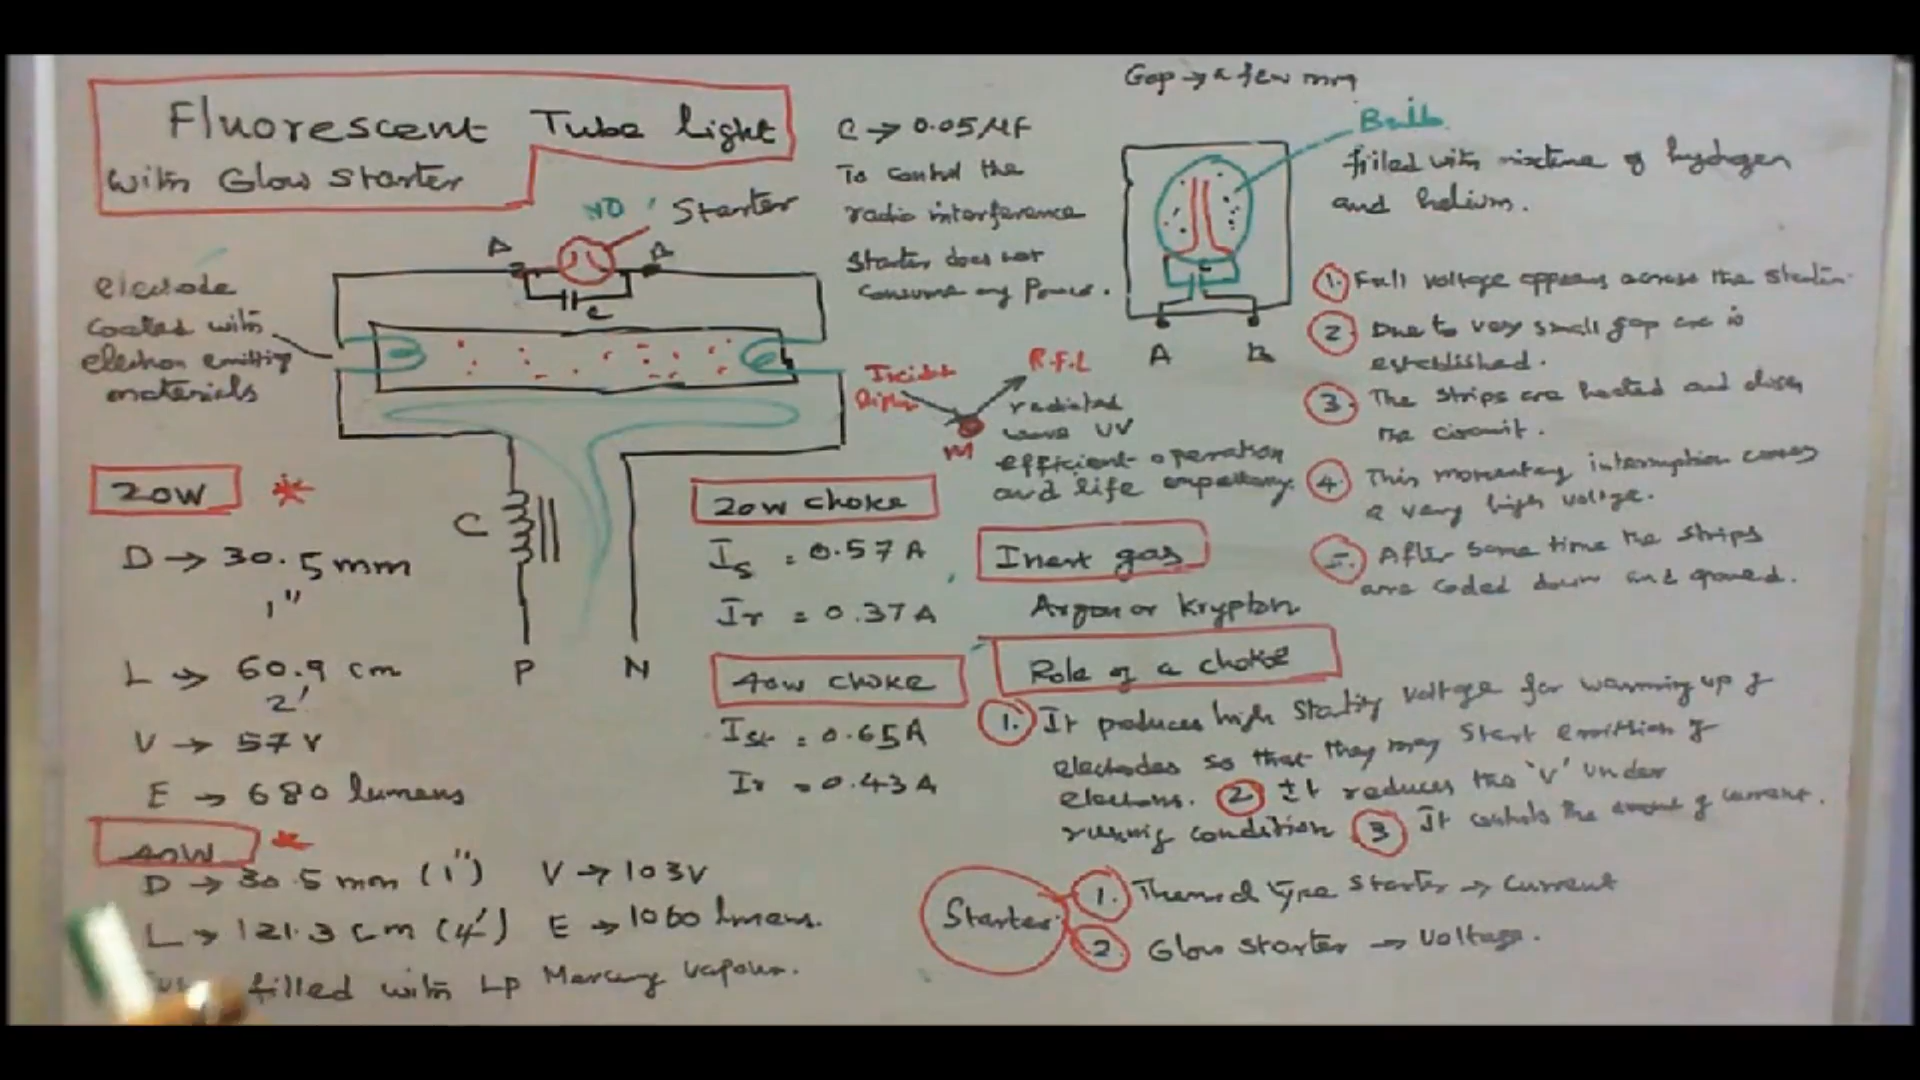 Fluorescent Tube light
with Glow starter
NO
Starter
A
B
C
Electrode
coated with
electron emitting
materials
C
P
N
20W
D → 30.5 mm
1"
L → 60.9 cm
2'
V → 57 V
E → 680 lumens
40W
D → 30.5 mm (1") V → 103V
L → 121.3 cm (4') E → 1060 lmens.
filled with LP Mercury vapour.
C → 0.05 μF
To control the
radio interference
Starter does not
consume any Power.
Gap → a few mm
Bulb
filled with mixture of hydrogen
and helium.
A
B
Incident
R.F.L
M
radiated
wave UV
efficient operation
and life expectancy.
1. Full voltage appears across the
2. Due to very small gap arc is
established.
3. The strips are heated and closes
the circuit.
4. This momentary interruption causes
a very high voltage.
5. After some time the strips
are cooled down and opened.
20W choke
Is = 0.57 A
Ir = 0.37 A
40W choke
Ist = 0.65 A
Ir = 0.43 A
Inert gas
Argon or krypton
Role of a choke
1. It produces high starting voltage for warming up of
electrodes so that they may start emittion of
electrons. 2 It reduces the 'V' under
running condition 3 It controls the amount of current.
Starter
1. Thermal type starter → Current
2. Glow starter → Voltage.